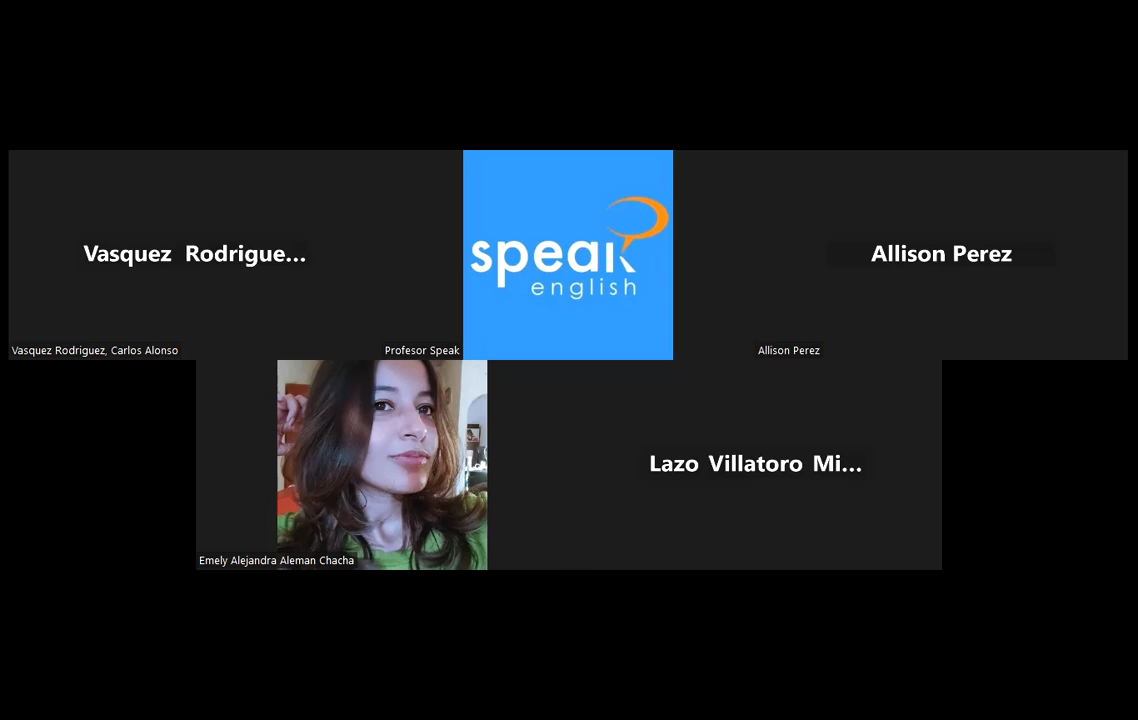 Vasquez Rodrigue...
Vasquez Rodriguez, Carlos Alonso
speak
english
Profesor Speak
Allison Perez
Allison Perez
Emely Alejandra Aleman Chacha
Lazo Villatoro Mi...